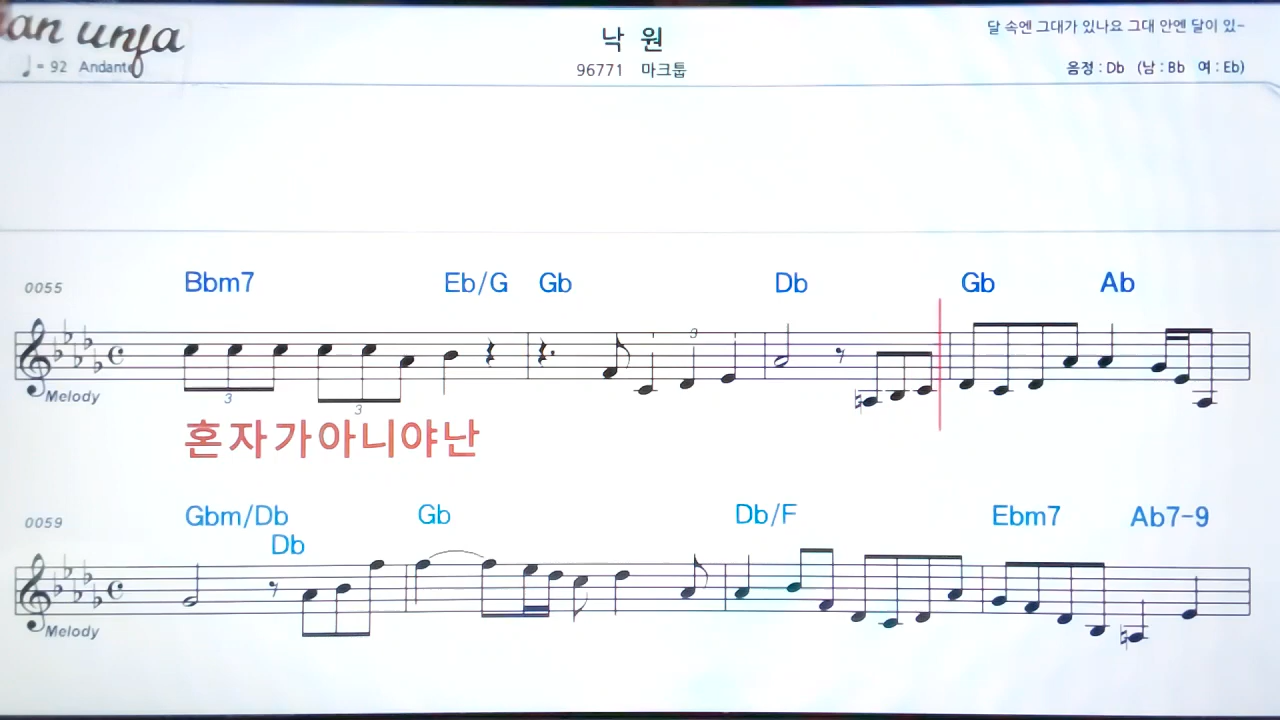 unfa
낙 원
달 속엔 그대가 있나요 그대 안엔 달이 있-
♩= 92 Andante
96771 마크툽
음정 : Db (남 : Bb 여 : Eb)
0055 Bbm7 Eb/G Gb Db Gb Ab
3 3 3
Melody
혼자가아니야난
0059 Gbm/Db Gb Db/F Ebm7 Ab7-9
Db
Melody